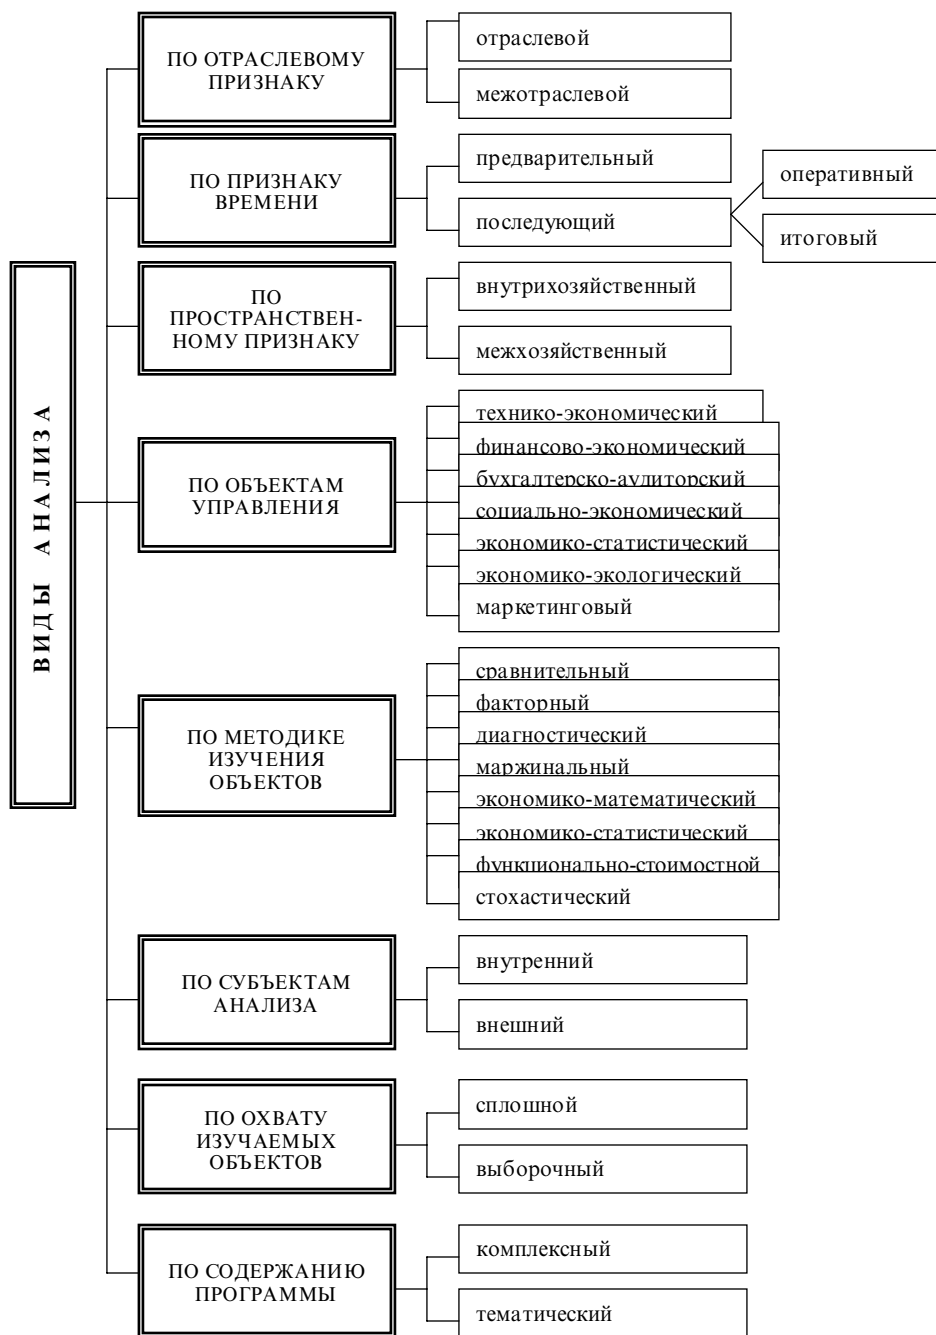 ВИДЫ АНАЛИЗА
ПО ОТРАСЛЕВОМУ
ПРИЗНАКУ
отраслевой
межотраслевой
ПО ПРИЗНАКУ
ВРЕМЕНИ
предварительный
последующий
оперативный
итоговый
ПО
ПРОСТРАНСТВЕН-
НОМУ ПРИЗНАКУ
внутрихозяйственный
межхозяйственный
ПО ОБЪЕКТАМ
УПРАВЛЕНИЯ
технико-экономический
финансово-экономический
бухгалтерско-аудиторский
социально-экономический
экономико-статистический
экономико-экологический
маркетинговый
ПО МЕТОДИКЕ
ИЗУЧЕНИЯ
ОБЪЕКТОВ
сравнительный
факторный
диагностический
маржинальный
экономико-математический
экономико-статистический
функционально-стоимостной
стохастический
ПО СУБЪЕКТАМ
АНАЛИЗА
внутренний
внешний
ПО ОХВАТУ
ИЗУЧАЕМЫХ
ОБЪЕКТОВ
сплошной
выборочный
ПО СОДЕРЖАНИЮ
ПРОГРАММЫ
комплексный
тематический